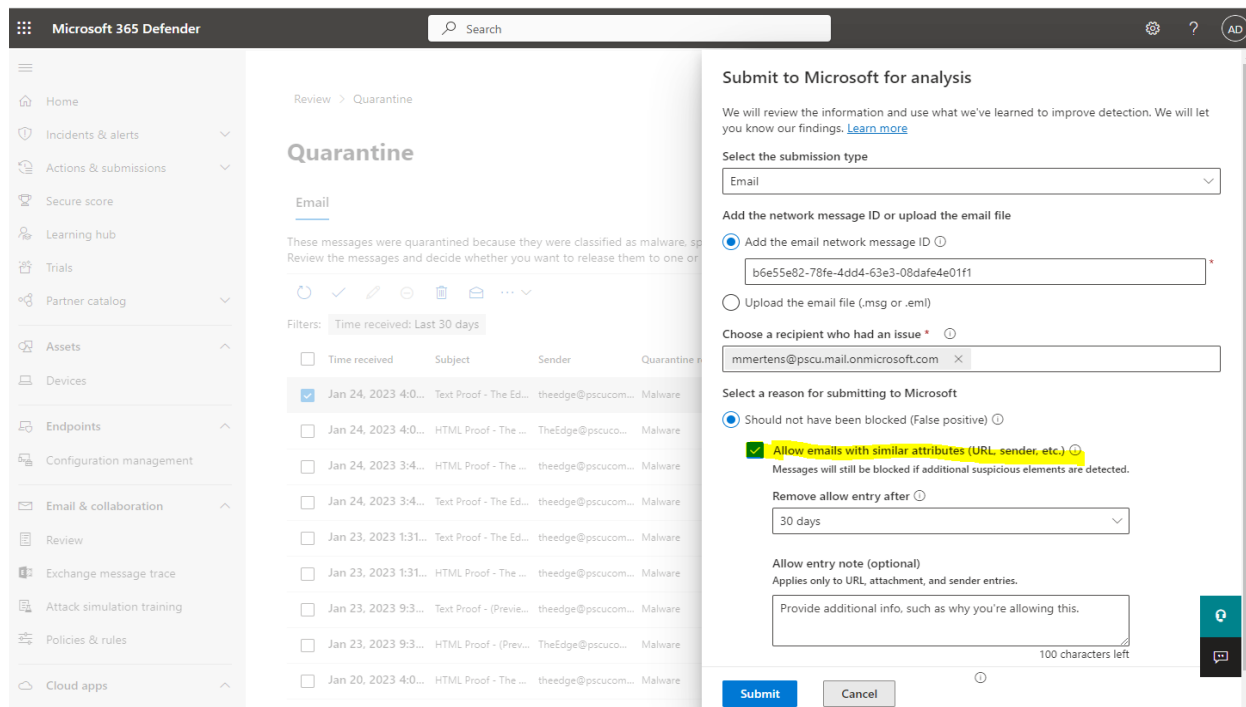 Microsoft 365 Defender
Search
AD
Home
Incidents & alerts
Actions & submissions
Secure score
Learning hub
Trials
Partner catalog
Assets
Devices
Endpoints
Configuration management
Email & collaboration
Review
Exchange message trace
Attack simulation training
Policies & rules
Cloud apps
Review > Quarantine
Quarantine
Email
These messages were quarantined because they were classified as malware, sp
Review the messages and decide whether you want to release them to one or
Filters: Time received: Last 30 days
Time received Subject Sender Quarantine r
Jan 24, 2023 4:0... Text Proof - The Ed... theedge@pscucom... Malware
Jan 24, 2023 4:0... HTML Proof - The ... TheEdge@pscuco... Malware
Jan 24, 2023 3:4... HTML Proof - The ... theedge@pscucom... Malware
Jan 24, 2023 3:4... Text Proof - The Ed... theedge@pscucom... Malware
Jan 23, 2023 1:31... Text Proof - The Ed... theedge@pscucom... Malware
Jan 23, 2023 1:31... HTML Proof - The ... theedge@pscucom... Malware
Jan 23, 2023 9:3... Text Proof - (Previe... theedge@pscucom... Malware
Jan 23, 2023 9:3... HTML Proof - (Prev... TheEdge@pscuco... Malware
Jan 20, 2023 4:0... HTML Proof - The ... theedge@pscucom... Malware
Submit to Microsoft for analysis
We will review the information and use what we've learned to improve detection. We will let
you know our findings. Learn more
Select the submission type
Email
Add the network message ID or upload the email file
Add the email network message ID
b6e55e82-78fe-4dd4-63e3-08dafe4e01f1
*
Upload the email file (.msg or .eml)
Choose a recipient who had an issue *
mmertens@pscu.mail.onmicrosoft.com
Select a reason for submitting to Microsoft
Should not have been blocked (False positive)
Allow emails with similar attributes (URL, sender, etc.)
Messages will still be blocked if additional suspicious elements are detected.
Remove allow entry after
30 days
Allow entry note (optional)
Applies only to URL, attachment, and sender entries.
Provide additional info, such as why you're allowing this.
100 characters left
Submit
Cancel